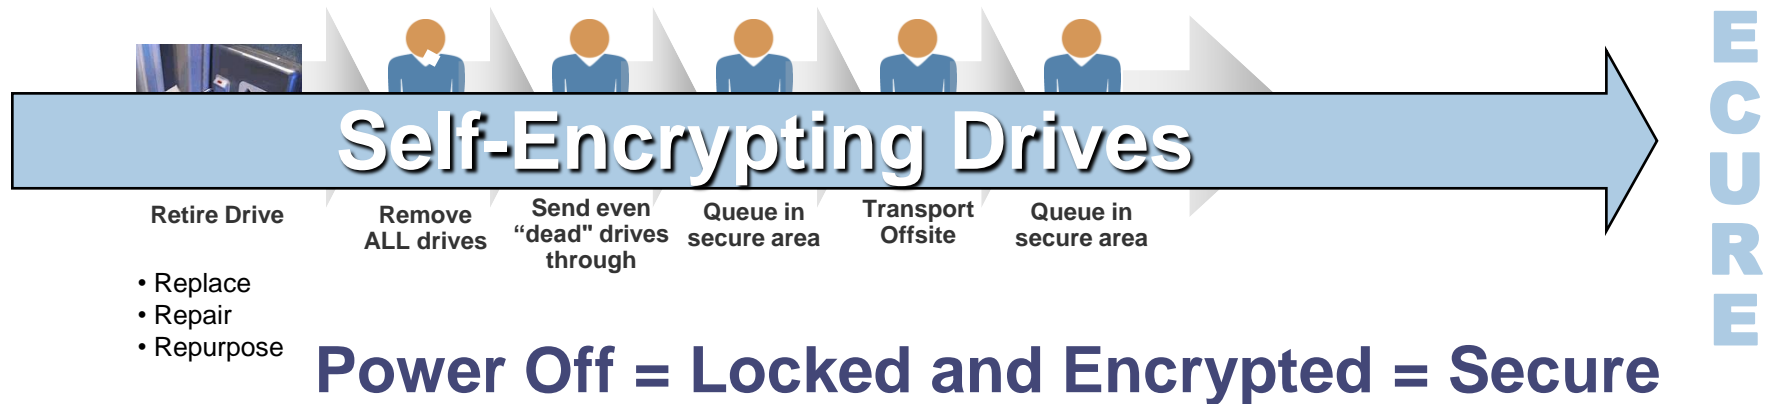 Self-Encrypting Drives
Retire Drive
Remove
ALL drives
Send even
“dead" drives
through
Queue in
secure area
Transport
Offsite
Queue in
secure area
• Replace
• Repair
• Repurpose
Power Off = Locked and Encrypted = Secure
E
C
U
R
E